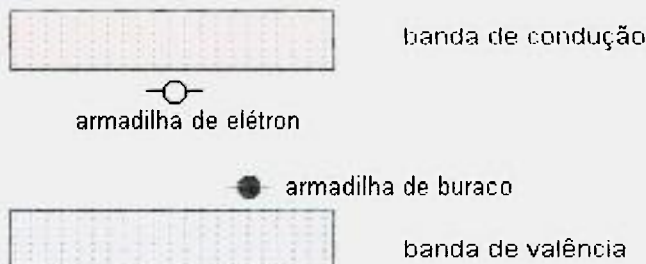 banda de condução
armadilha de elétron
armadilha de buraco
banda de valência